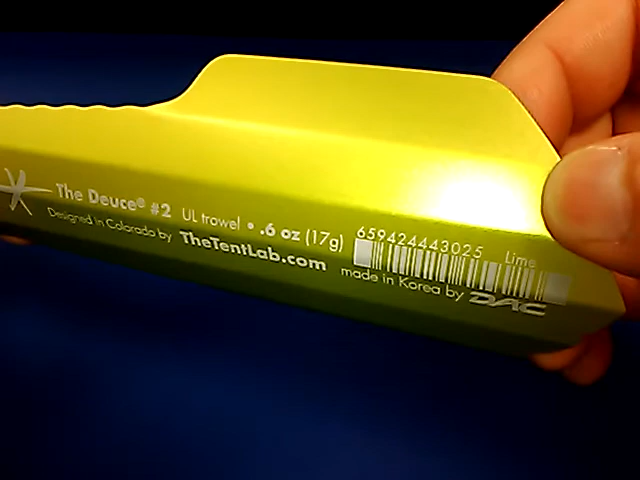 The Deuce® #2 UL trowel • .6 oz (17g)
Designed in Colorado by TheTentLab.com
659424443025 Lime
made in Korea by DAC